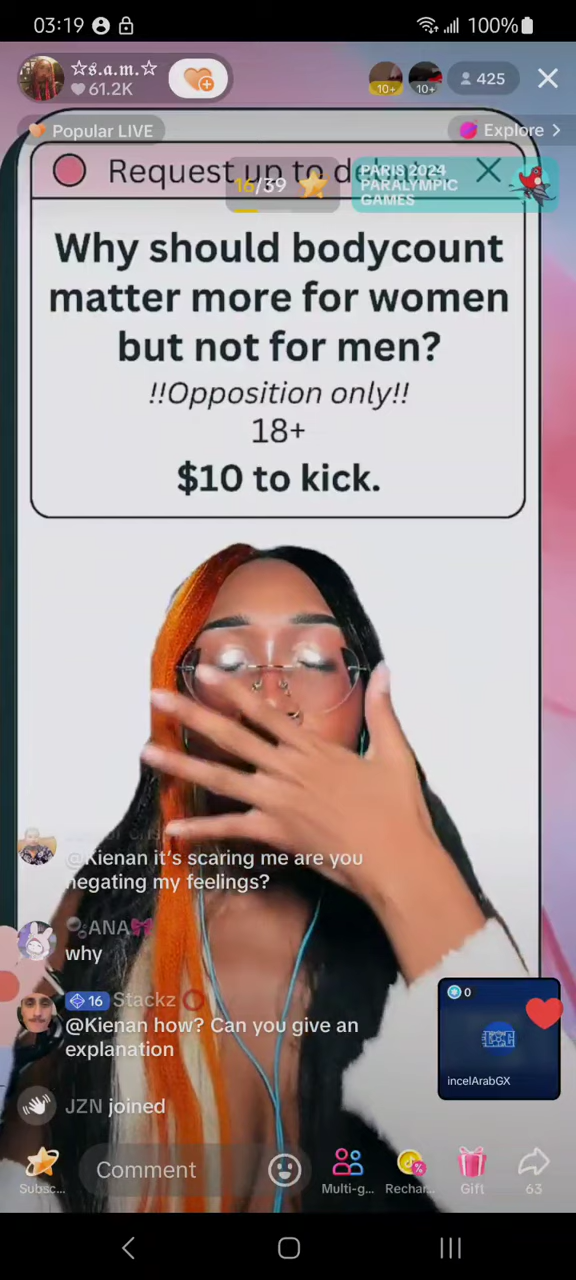 03:19
100%
☆𝖘.𝖆.𝖒.☆
61.2K
10+
10+
425
Popular LIVE
Explore >
Request up to de
16/39
PARIS 2024
PARALYMPIC
GAMES
Why should bodycount
matter more for women
but not for men?
!!Opposition only!!
18+
$10 to kick.
@Kienan it's scaring me are you
negating my feelings?
ANA🎀
why
16 Stackz ⭕
@Kienan how? Can you give an
explanation
JZN joined
0
incelArabGX
Comment
Subsc...
Multi-g...
Rechar...
Gift
63